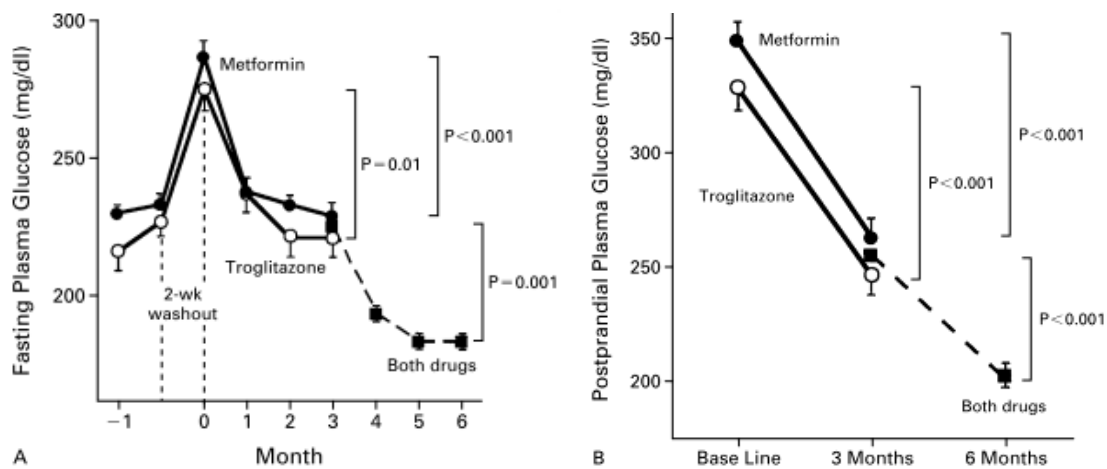 Fasting Plasma Glucose (mg/dl)
300
250
200
Metformin
Troglitazone
2-wk
washout
Both drugs
P<0.001
P=0.01
P=0.001
−1 0 1 2 3 4 5 6
Month
A
Postprandial Plasma Glucose (mg/dl)
350
300
250
200
Metformin
Troglitazone
Both drugs
P<0.001
P<0.001
P<0.001
Base Line 3 Months 6 Months
B